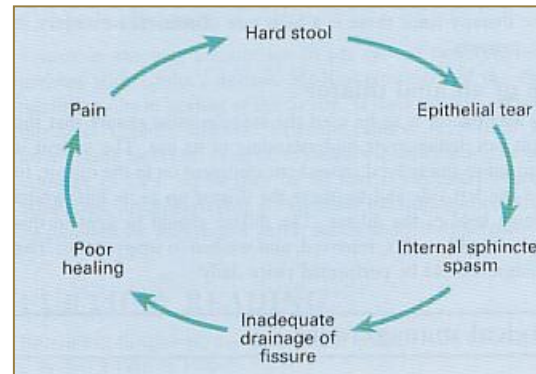 Hard stool
Epithelial tear
Internal sphincte
spasm
Inadequate
drainage of
fissure
Poor
healing
Pain